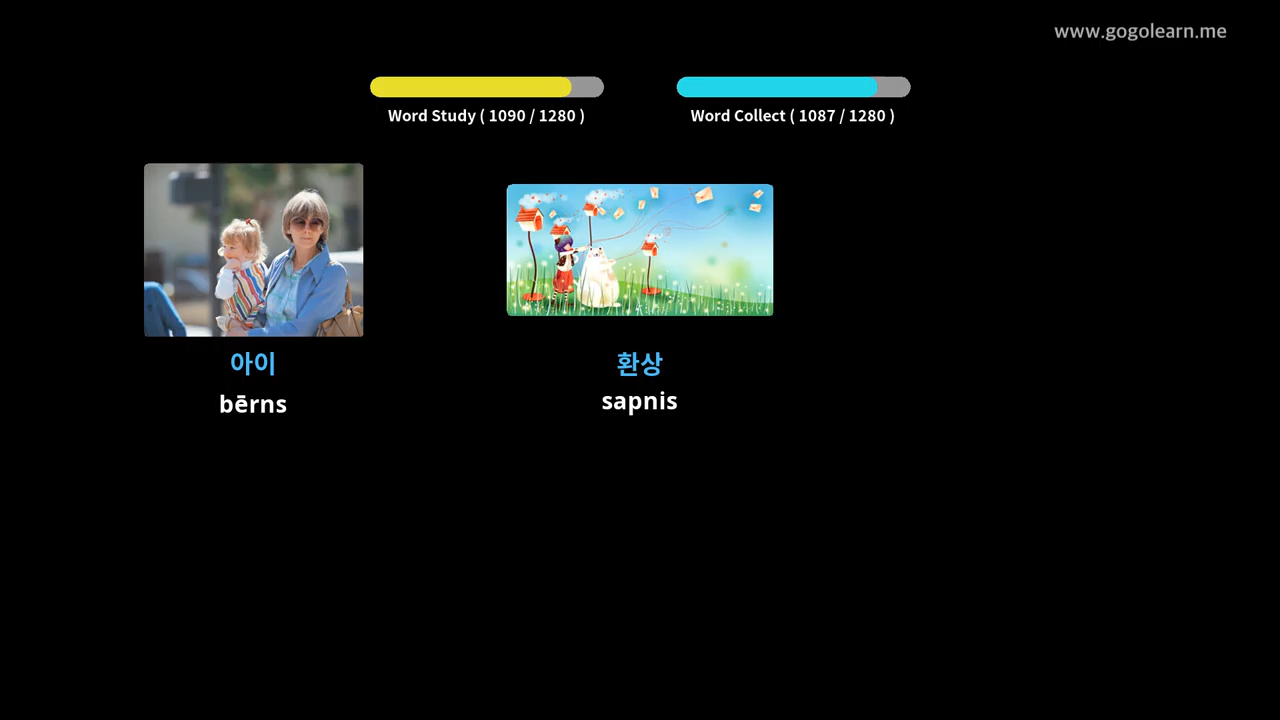 www.gogolearn.me
Word Study ( 1090 / 1280 )
Word Collect ( 1087 / 1280 )
아이
bērns
환상
sapnis